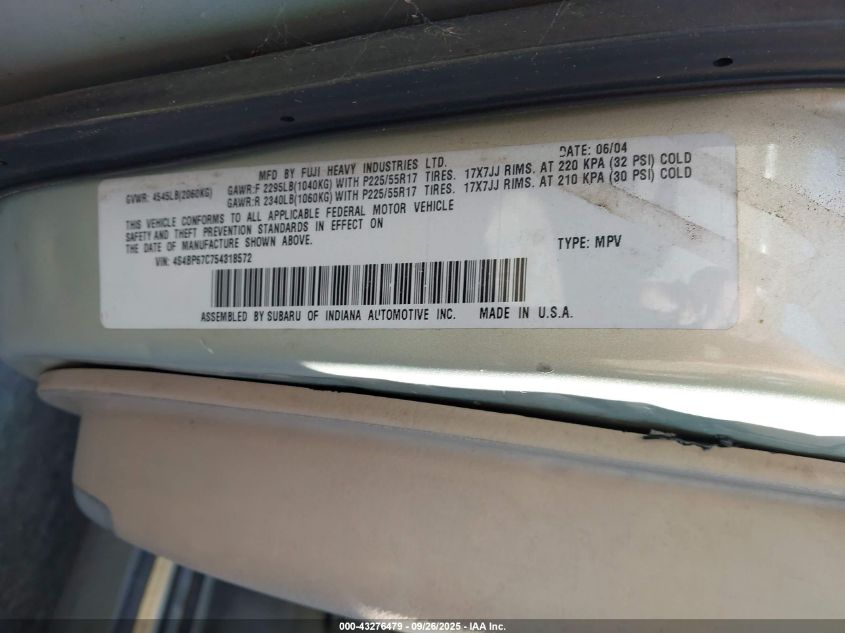 MFD BY FUJI HEAVY INDUSTRIES LTD. DATE: 06/04
GVWR: 4545LB(2060KG) GAWR:F 2295LB(1040KG) WITH P225/55R17 TIRES. 17X7JJ RIMS. AT 220 KPA (32 PSI) COLD
GAWR:R 2340LB(1060KG) WITH P225/55R17 TIRES. 17X7JJ RIMS. AT 210 KPA (30 PSI) COLD
THIS VEHICLE CONFORMS TO ALL APPLICABLE FEDERAL MOTOR VEHICLE
SAFETY AND THEFT PREVENTION STANDARDS IN EFFECT ON
THE DATE OF MANUFACTURE SHOWN ABOVE.
VIN: 4S4BP67C754318572 TYPE: MPV
ASSEMBLED BY SUBARU OF INDIANA AUTOMOTIVE INC. MADE IN U.S.A.
000-43276479 - 09/26/2025 - IAA Inc.